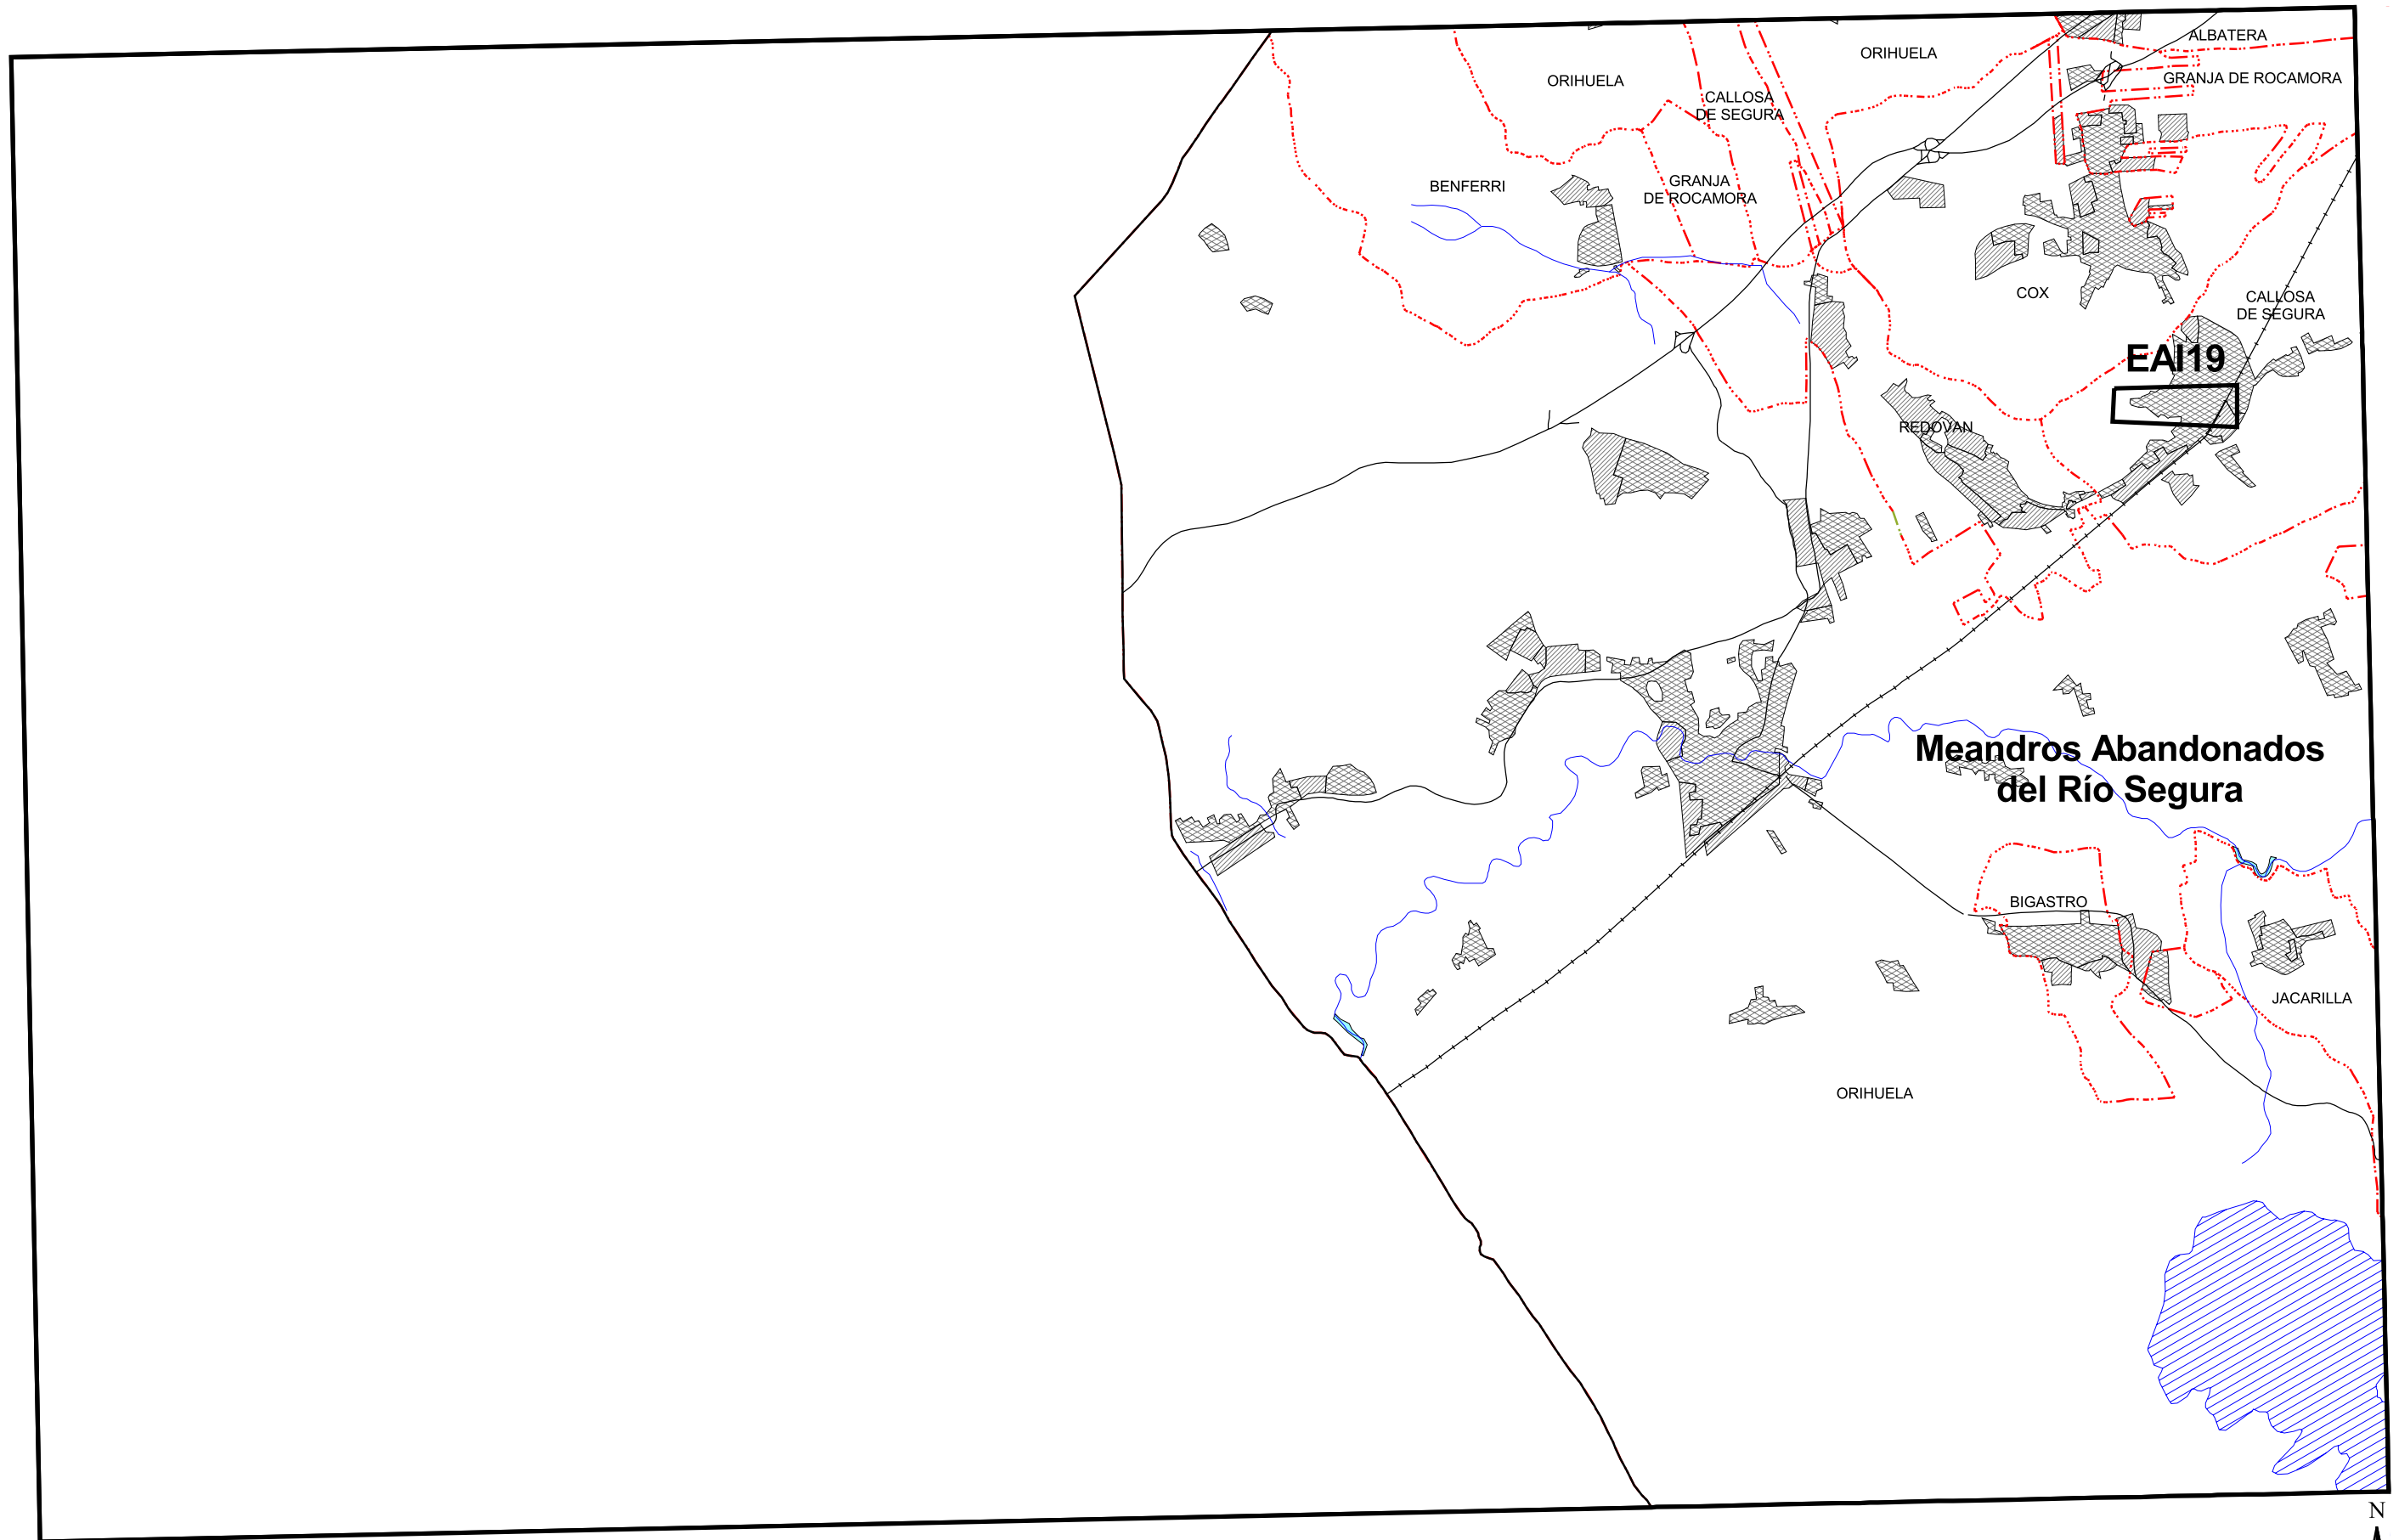 ALBATERA
ORIHUELA
ORIHUELA
GRANJA DE ROCAMORA
CALLOSA
DE SEGURA
BENFERRI
GRANJA
DE ROCAMORA
COX
CALLOSA
DE SEGURA
EAI19
REDOVAN
Meandros Abandonados
del Río Segura
BIGASTRO
JACARILLA
ORIHUELA
N